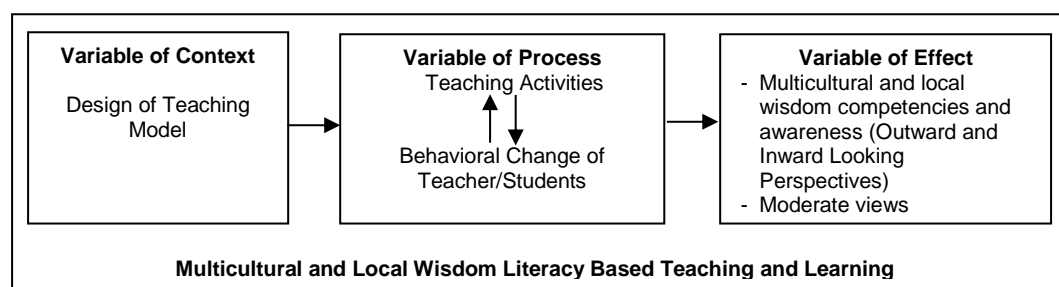 Variable of Context
Design of Teaching
Model
Variable of Process
Teaching Activities
Behavioral Change of
Teacher/Students
Variable of Effect
- Multicultural and local
wisdom competencies and
awareness (Outward and
Inward Looking
Perspectives)
- Moderate views
Multicultural and Local Wisdom Literacy Based Teaching and Learning